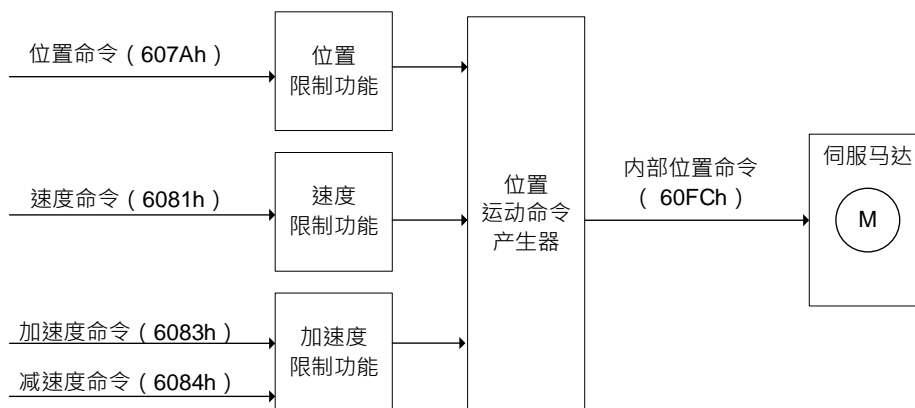 位置命令（607Ah）
位置
限制功能
速度命令（6081h）
速度
限制功能
加速度命令（6083h）
减速度命令（6084h）
加速度
限制功能
位置
运动命令
产生器
内部位置命令
（ 60FCh）
伺服马达
M